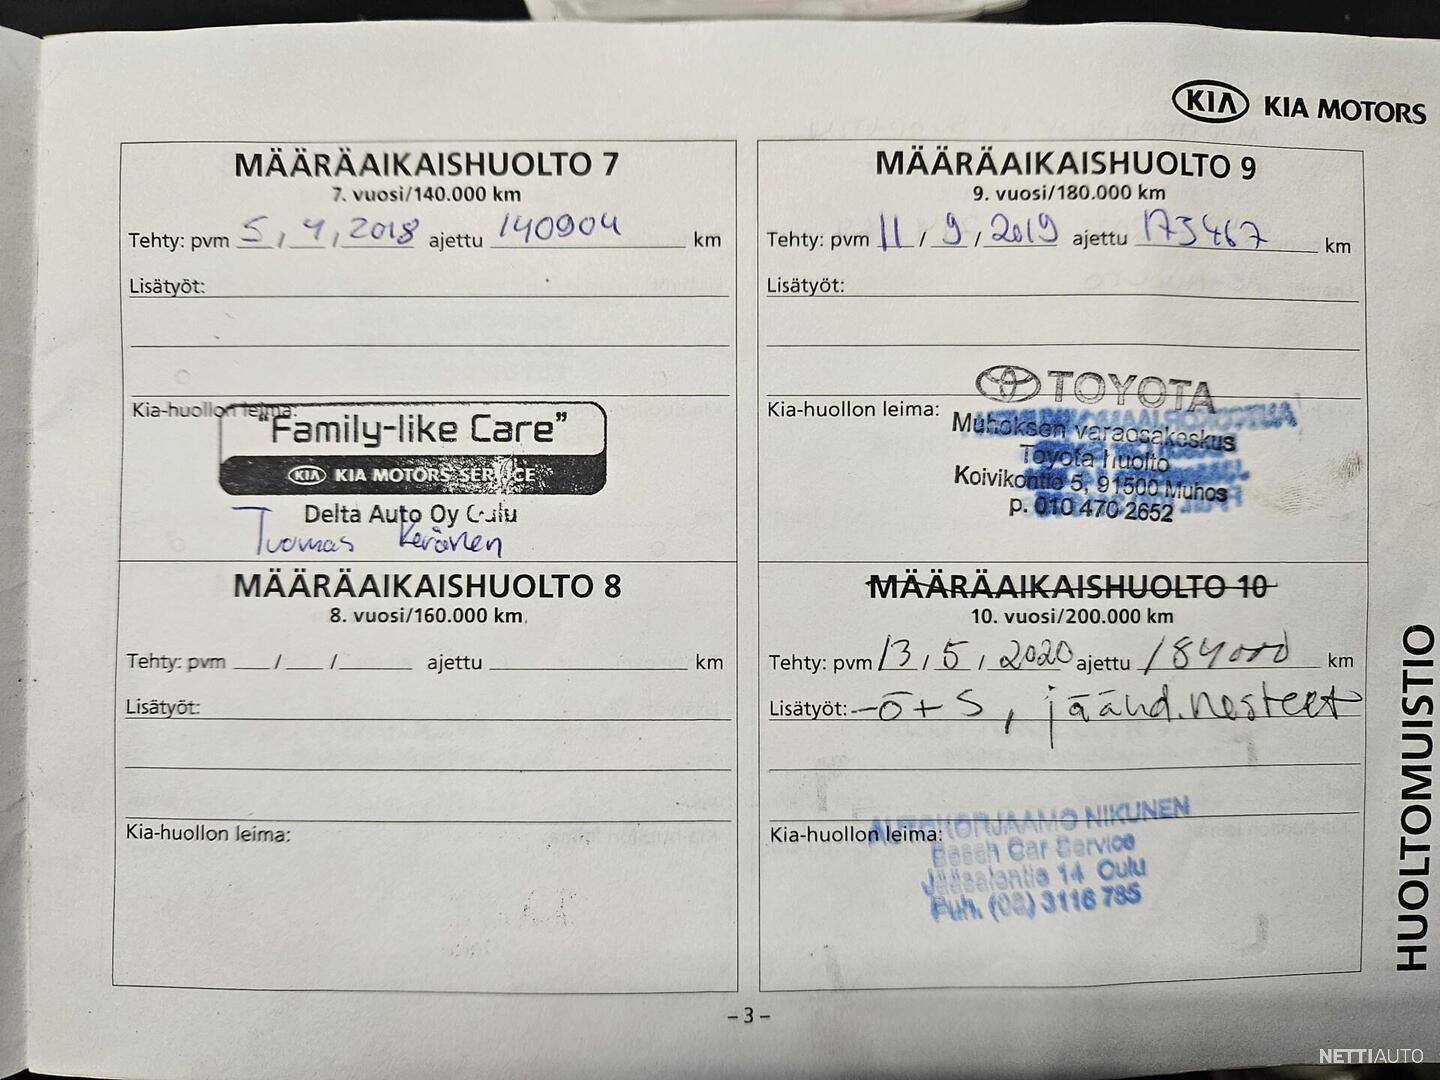 KIA KIA MOTORS
MÄÄRÄAIKAISHUOLTO 7
7. vuosi/140.000 km
Tehty: pvm 5, 4, 2018 ajettu 140904 km
Lisätyöt:
Kia-huollon leima:
"Family-like Care"
KIA KIA MOTORS SERVICE
Delta Auto Oy Oulu
Tuomas Keränen
MÄÄRÄAIKAISHUOLTO 8
8. vuosi/160.000 km.
Tehty: pvm / / ajettu km
Lisätyöt:
Kia-huollon leima:
MÄÄRÄAIKAISHUOLTO 9
9. vuosi/180.000 km
Tehty: pvm 11 / 9 / 2019 ajettu 173467 km
Lisätyöt:
Kia-huollon leima:
TOYOTA
Muhoksen varaosakeskus
Toyota huolto
Koivikontie 5, 91500 Muhos
p. 010 470 2652
MÄÄRÄAIKAISHUOLTO 10
10. vuosi/200.000 km
Tehty: pvm 13, 5, 2020 ajettu 184000 km
Lisätyöt: -ö+S, jäähd.nesteet
Kia-huollon leima:
AUTOKORJAAMO NIKUNEN
Bosch Car Service
Jääsalontie 14 Oulu
Puh. (08) 3116 785
HUOLTOMUISTIO
- 3 -
NETTIAUTO